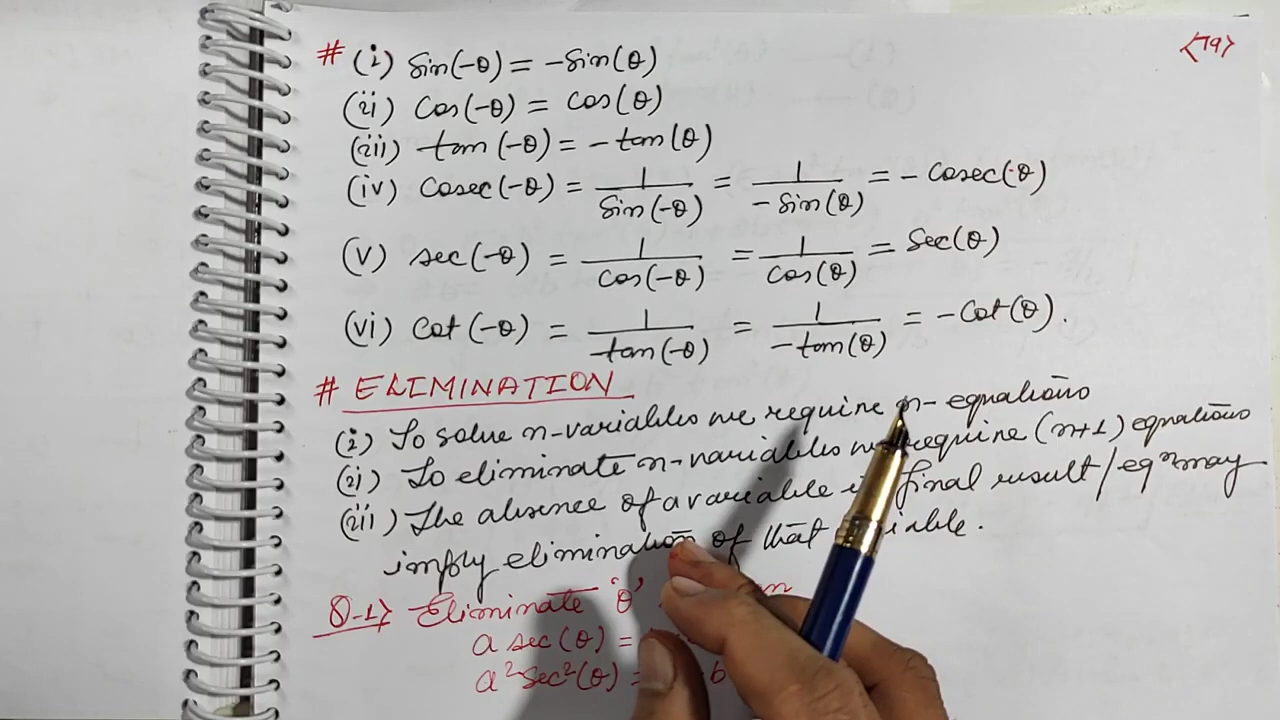 <79>
# (i) Sin(-θ) = -Sin(θ)
(ii) Cos(-θ) = Cos(θ)
(iii) tan(-θ) = -tan(θ)
(iv) Cosec(-θ) = 1/Sin(-θ) = 1/-Sin(θ) = -Cosec(θ)
(v) sec(-θ) = 1/Cos(-θ) = 1/Cos(θ) = Sec(θ)
(vi) Cot(-θ) = 1/tan(-θ) = 1/-tan(θ) = -Cot(θ).
# ELIMINATION
(i) To solve n-variables we require n-equations
(ii) To eliminate n-variables we require (n+1) equations
(iii) The absence of a variable final result/eqⁿ may
imply elimination of that
Q-1> Eliminate 'θ'
a sec(θ) =
a²sec²(θ) = b